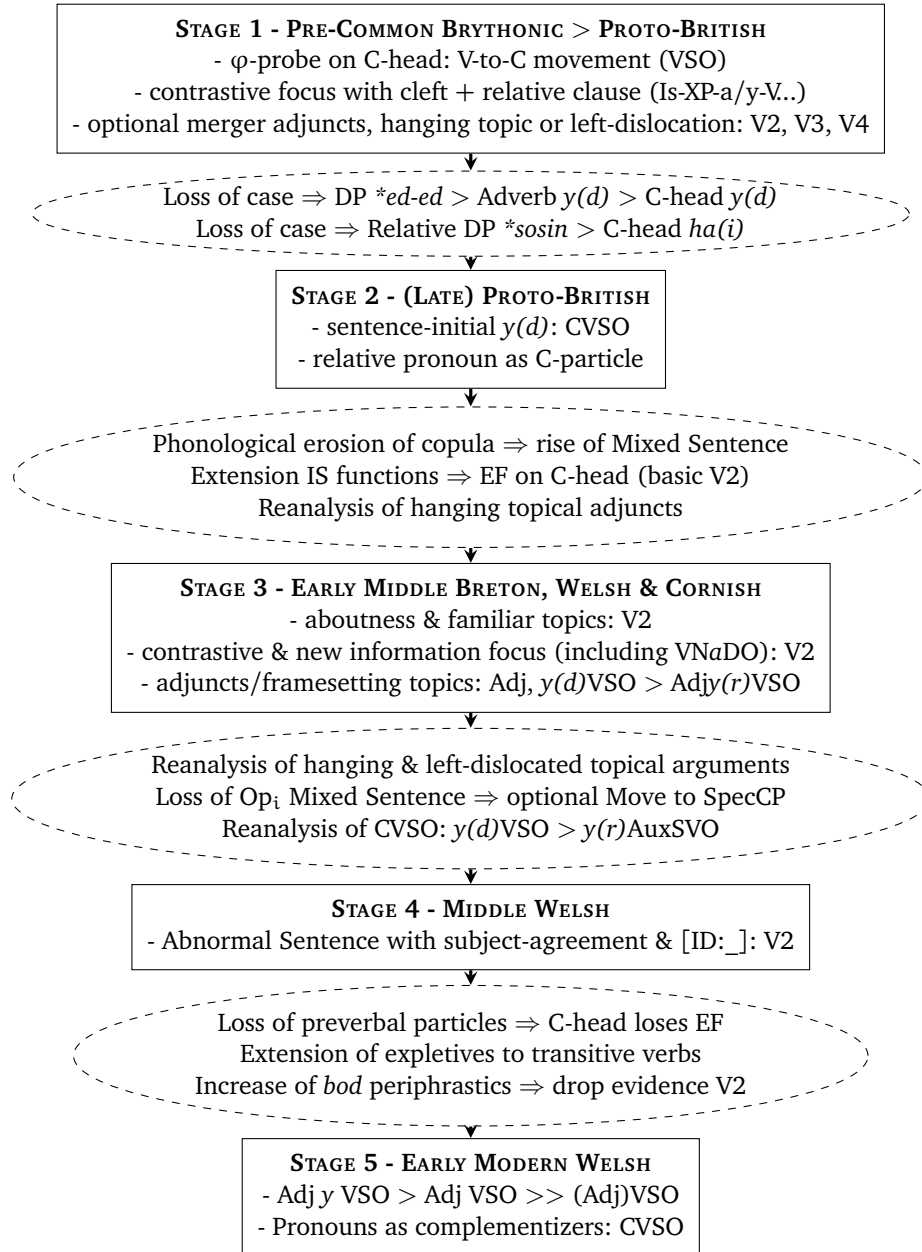 STAGE 1 - PRE-COMMON BRYTHONIC > PROTO-BRITISH
- φ-probe on C-head: V-to-C movement (VSO)
- contrastive focus with cleft + relative clause (Is-XP-a/y-V...)
- optional merger adjuncts, hanging topic or left-dislocation: V2, V3, V4
Loss of case ⇒ DP *ed-ed > Adverb y(d) > C-head y(d)
Loss of case ⇒ Relative DP *sosin > C-head ha(i)
STAGE 2 - (LATE) PROTO-BRITISH
- sentence-initial y(d): CVSO
- relative pronoun as C-particle
Phonological erosion of copula ⇒ rise of Mixed Sentence
Extension IS functions ⇒ EF on C-head (basic V2)
Reanalysis of hanging topical adjuncts
STAGE 3 - EARLY MIDDLE BRETON, WELSH & CORNISH
- aboutness & familiar topics: V2
- contrastive & new information focus (including VNaDO): V2
- adjuncts/framesetting topics: Adj, y(d)VSO > Adjy(r)VSO
Reanalysis of hanging & left-dislocated topical arguments
Loss of Opi Mixed Sentence ⇒ optional Move to SpecCP
Reanalysis of CVSO: y(d)VSO > y(r)AuxSVO
STAGE 4 - MIDDLE WELSH
- Abnormal Sentence with subject-agreement & [ID:_]: V2
Loss of preverbal particles ⇒ C-head loses EF
Extension of expletives to transitive verbs
Increase of bod periphrastics ⇒ drop evidence V2
STAGE 5 - EARLY MODERN WELSH
- Adj y VSO > Adj VSO >> (Adj)VSO
- Pronouns as complementizers: CVSO